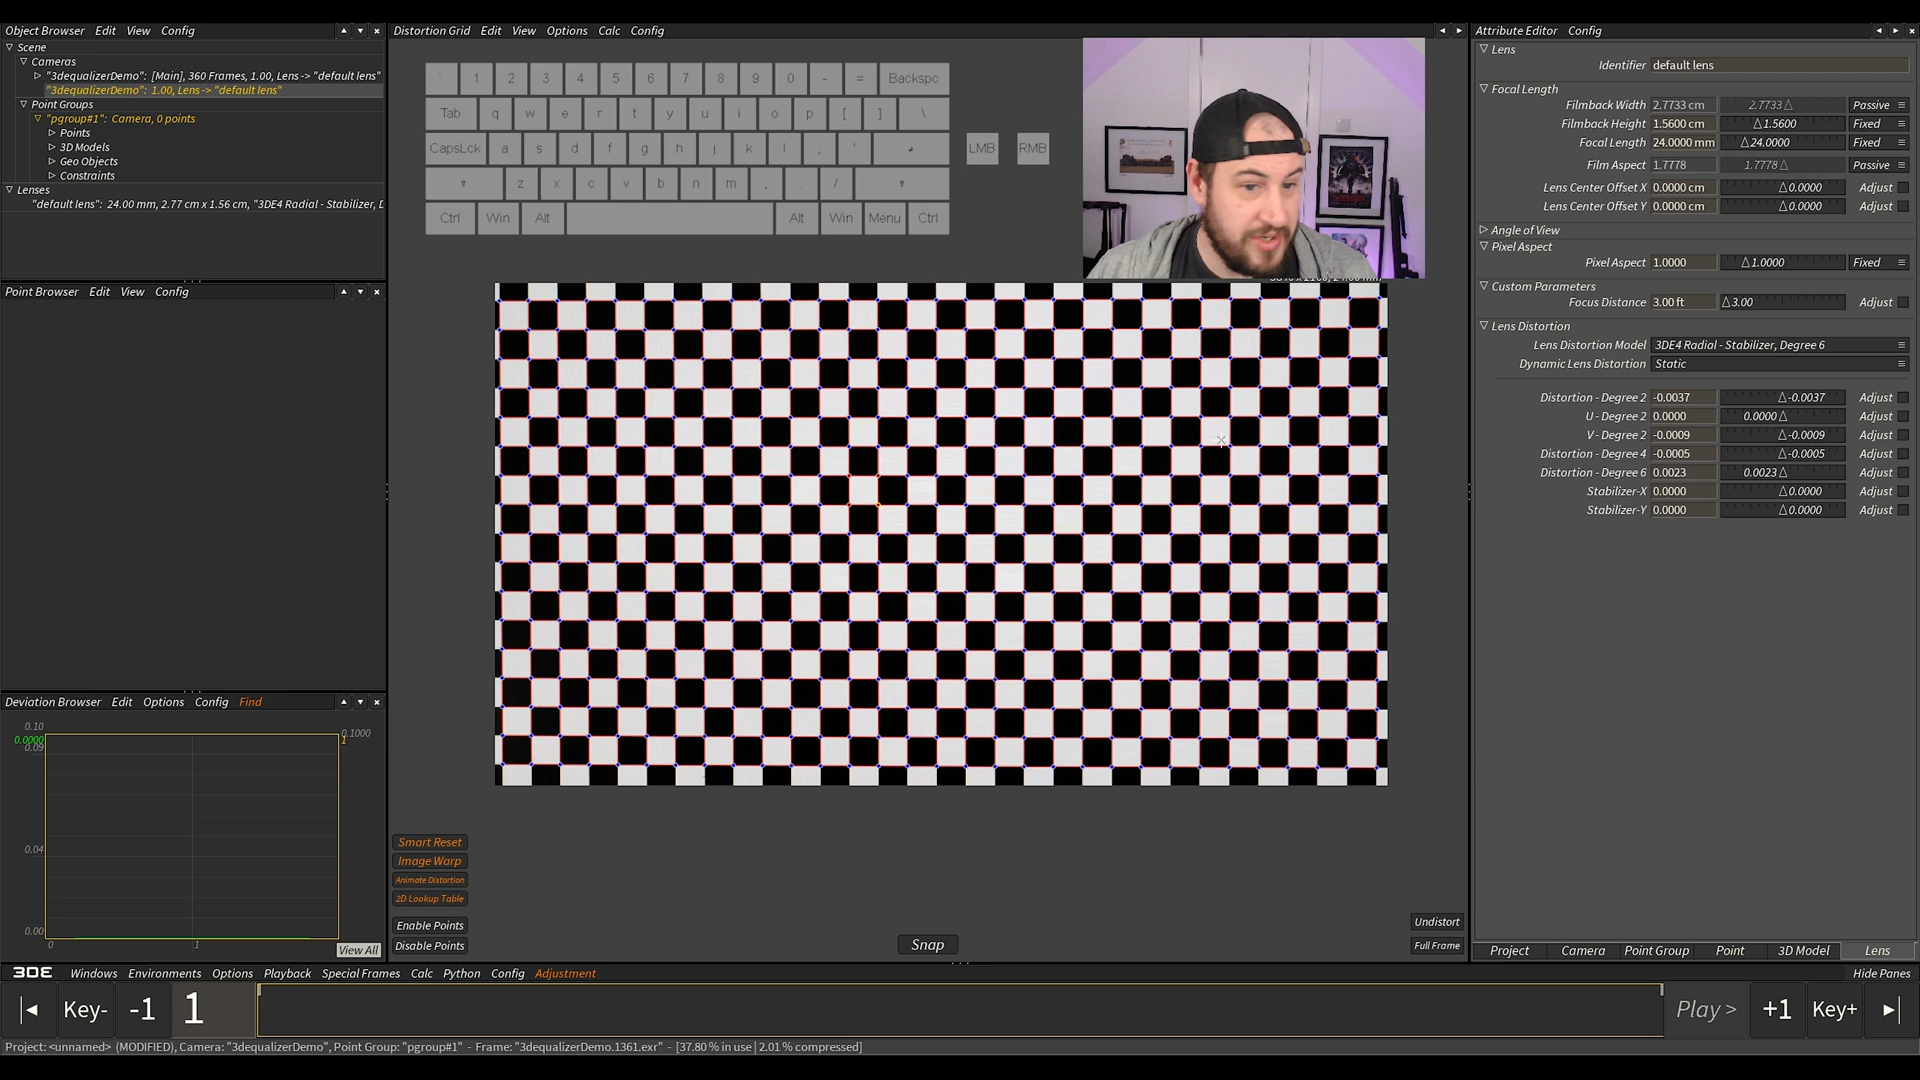 Object Browser Edit View Config
Scene
Cameras
"3dequalizerDemo": [Main], 360 Frames, 1.00, Lens -> "default lens"
"3dequalizerDemo": 1.00, Lens -> "default lens"
Point Groups
"pgroup#1": Camera, 0 points
Points
3D Models
Geo Objects
Constraints
Lenses
"default lens": 24.00 mm, 2.77 cm x 1.56 cm, "3DE4 Radial - Stabilizer, D
Point Browser Edit View Config
Deviation Browser Edit Options Config Find
0.10
0.0000
0.09
0.1000
1
0.04
0.00
0
1
View All
Distortion Grid Edit View Options Calc Config
` 1 2 3 4 5 6 7 8 9 0 - = Backspc
Tab q w e r t y u i o p [ ] \
CapsLck a s d f g h j k l ; '
LMB RMB
z x c v b n m , . /
Ctrl Win Alt Alt Win Menu Ctrl
Smart Reset
Image Warp
Animate Distortion
2D Lookup Table
Enable Points
Disable Points
Snap
Undistort
Full Frame
Attribute Editor Config
Lens
Identifier default lens
Focal Length
Filmback Width 2.7733 cm 2.7733 Passive
Filmback Height 1.5600 cm 1.5600 Fixed
Focal Length 24.0000 mm 24.0000 Fixed
Film Aspect 1.7778 1.7778 Passive
Lens Center Offset X 0.0000 cm 0.0000 Adjust
Lens Center Offset Y 0.0000 cm 0.0000 Adjust
Angle of View
Pixel Aspect
Pixel Aspect 1.0000 1.0000 Fixed
Custom Parameters
Focus Distance 3.00 ft 3.00 Adjust
Lens Distortion
Lens Distortion Model 3DE4 Radial - Stabilizer, Degree 6
Dynamic Lens Distortion Static
Distortion - Degree 2 -0.0037 -0.0037 Adjust
U - Degree 2 0.0000 0.0000 Adjust
V - Degree 2 -0.0009 -0.0009 Adjust
Distortion - Degree 4 -0.0005 -0.0005 Adjust
Distortion - Degree 6 0.0023 0.0023 Adjust
Stabilizer-X 0.0000 0.0000 Adjust
Stabilizer-Y 0.0000 0.0000 Adjust
Project Camera Point Group Point 3D Model Lens
3DE Windows Environments Options Playback Special Frames Calc Python Config Adjustment Hide Panes
Key- -1 1 Play > +1 Key+
Project: <unnamed> (MODIFIED), Camera: "3dequalizerDemo", Point Group: "pgroup#1" - Frame: "3dequalizerDemo.1361.exr" - [37.80 % in use | 2.01 % compressed]